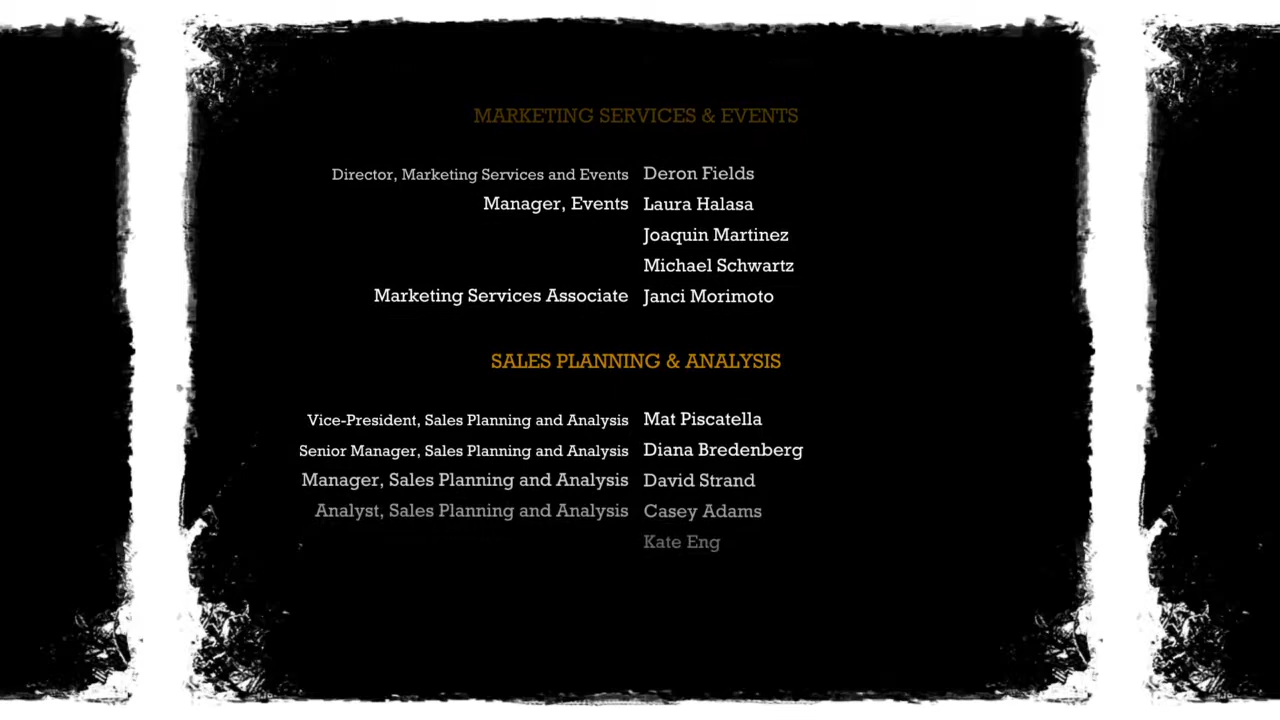 MARKETING SERVICES & EVENTS
Director, Marketing Services and Events Deron Fields
Manager, Events Laura Halasa
Joaquin Martinez
Michael Schwartz
Marketing Services Associate Janci Morimoto
SALES PLANNING & ANALYSIS
Vice-President, Sales Planning and Analysis Mat Piscatella
Senior Manager, Sales Planning and Analysis Diana Bredenberg
Manager, Sales Planning and Analysis David Strand
Analyst, Sales Planning and Analysis Casey Adams
Kate Eng